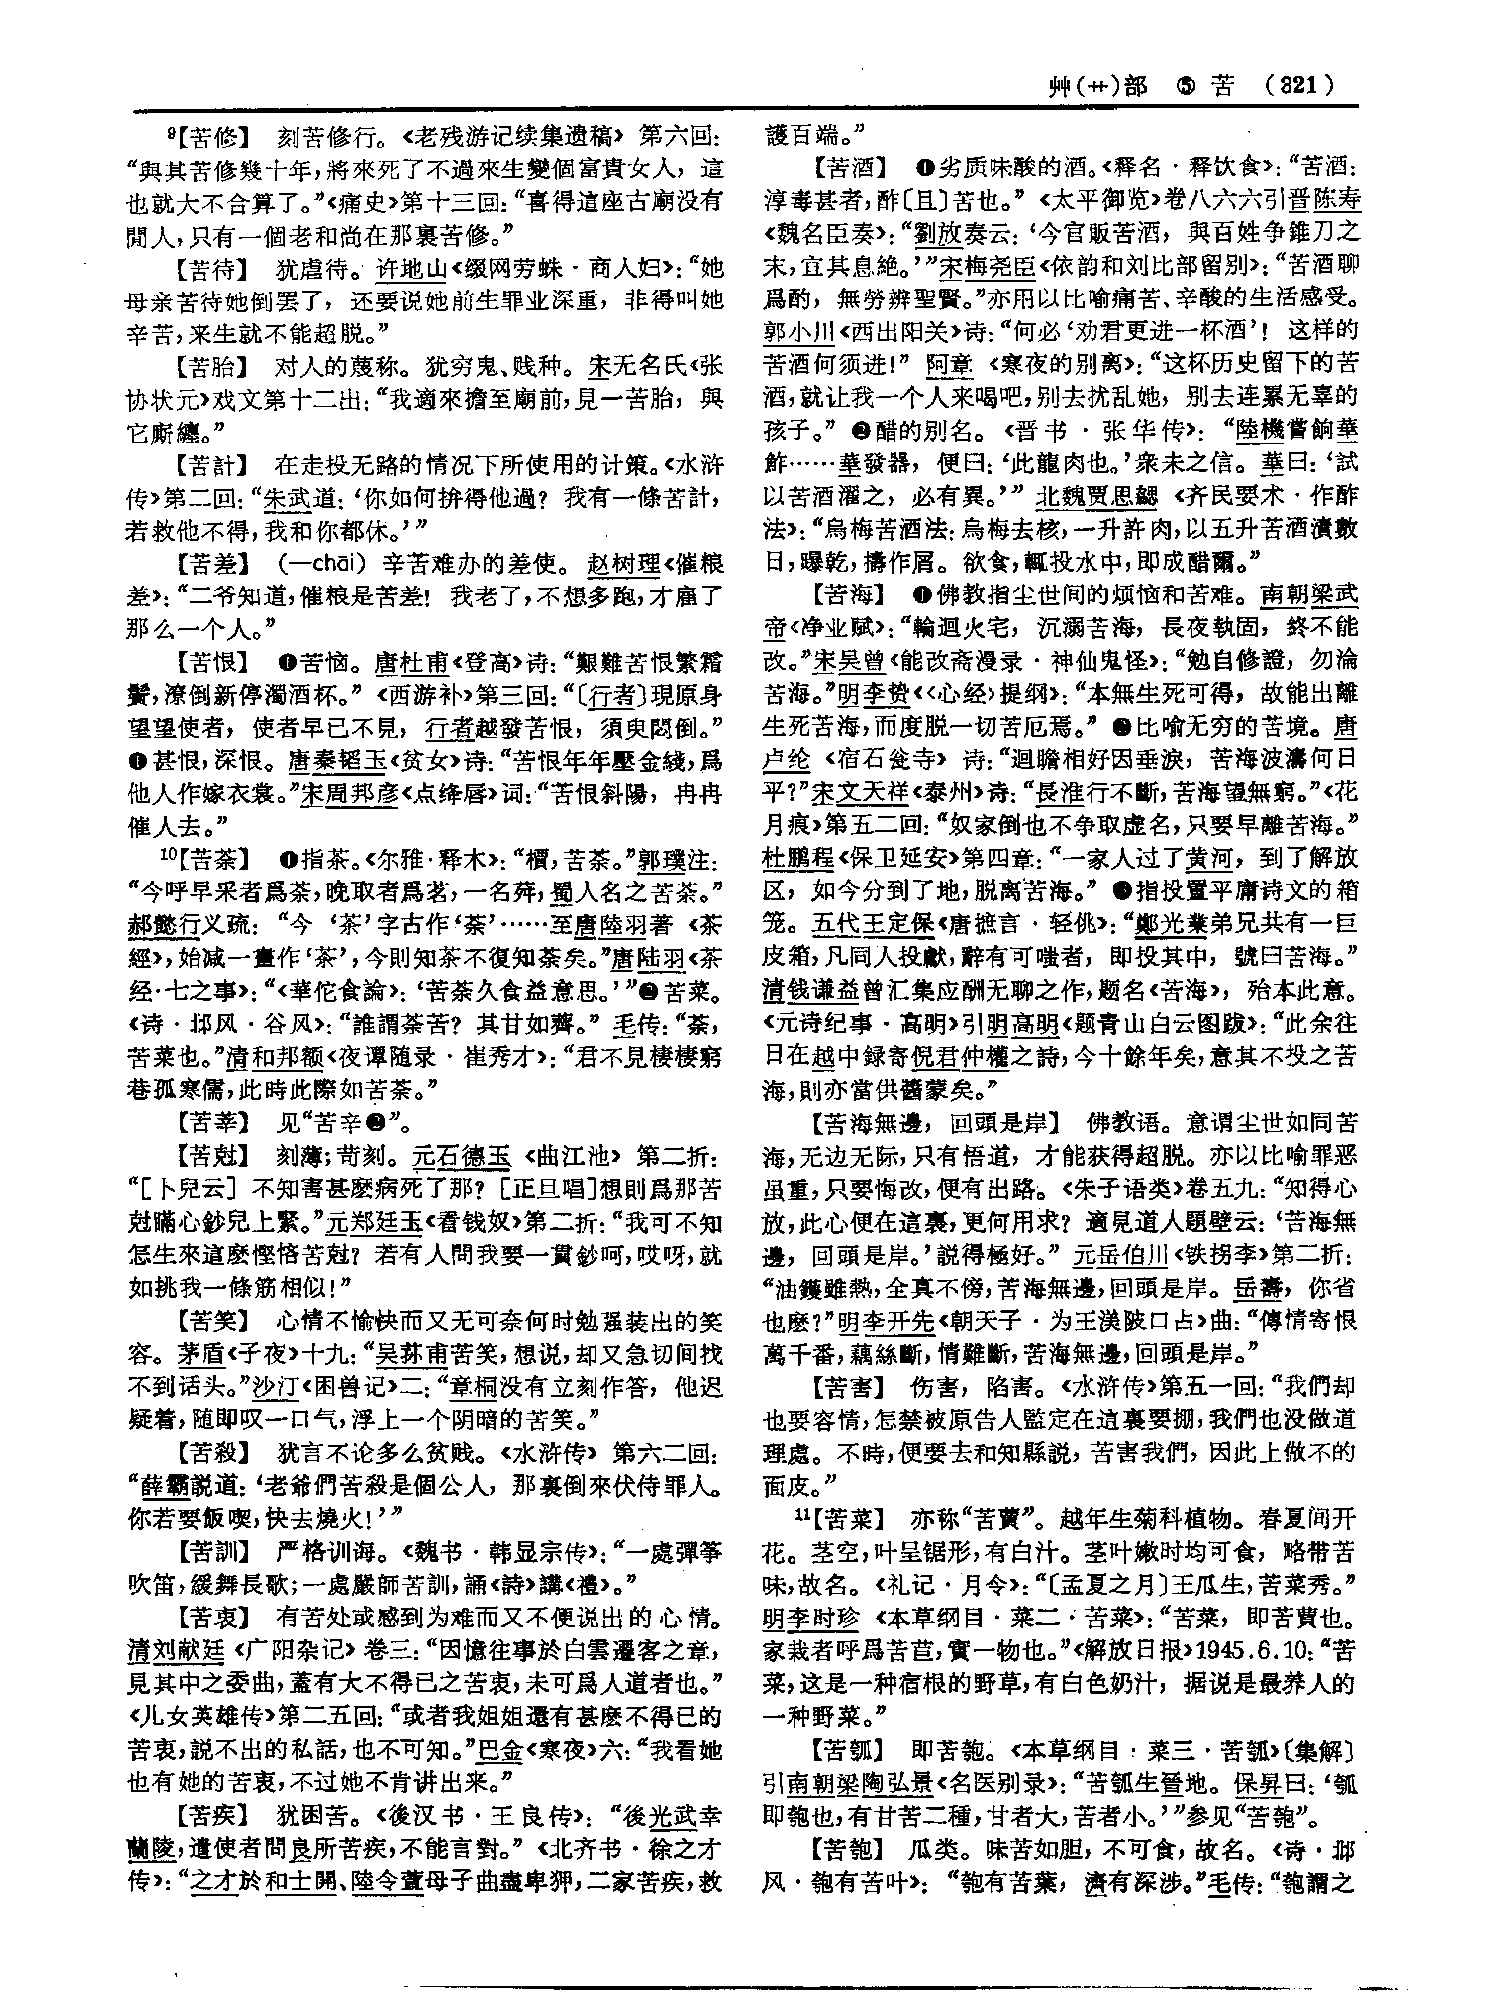 艸(艹)部　⑤　苦　(321)
⁹【苦修】　刻苦修行。《老残游记续集遗稿》第六回：
“與其苦修幾十年，將來死了不過來生變個富貴女人，這
也就大不合算了。”《痛史》第十三回：“喜得這座古廟没有
閒人，只有一個老和尚在那裏苦修。”
【苦待】　犹虐待。许地山《缀网劳蛛·商人妇》：“她
母亲苦待她倒罢了，还要说她前生罪业深重，非得叫她
辛苦，来生就不能超脱。”
【苦胎】　对人的蔑称。犹穷鬼、贱种。宋无名氏《张
协状元》戏文第十二出：“我適來擔至廟前，見一苦胎，與
它廝纏。”
【苦計】　在走投无路的情况下所使用的计策。《水浒
传》第二回：“朱武道：‘你如何拚得他過？我有一條苦計，
若救他不得，我和你都休。’”
【苦差】　(—chāi)　辛苦难办的差使。赵树理《催粮
差》：“二爷知道，催粮是苦差！我老了，不想多跑，才雇了
那么一个人。”
【苦恨】　❶苦恼。唐杜甫《登高》诗：“艱難苦恨繁霜
鬢，潦倒新停濁酒杯。”《西游补》第三回：“〔行者〕現原身
望望使者，使者早已不見，行者越發苦恨，須臾悶倒。”
❶甚恨，深恨。唐秦韬玉《贫女》诗：“苦恨年年壓金綫，爲
他人作嫁衣裳。”宋周邦彦《点绛唇》词：“苦恨斜陽，冉冉
催人去。”
¹⁰【苦荼】　❶指茶。《尔雅·释木》：“檟，苦荼。”郭璞注：
“今呼早采者爲荼，晚取者爲茗，一名荈，蜀人名之苦荼。”
郝懿行义疏：“今‘茶’字古作‘荼’……至唐陸羽著《茶
經》，始减一畫作‘茶’，今則知茶不復知荼矣。”唐陆羽《茶
经·七之事》：“《華佗食論》：‘苦荼久食益意思。’”❷苦菜。
《诗·邶风·谷风》：“誰謂荼苦？其甘如薺。”毛传：“荼，
苦菜也。”清和邦额《夜谭随录·崔秀才》：“君不見棲棲窮
巷孤寒儒，此時此際如苦荼。”
【苦莘】　见“苦辛❷”。
【苦尅】　刻薄；苛刻。元石德玉《曲江池》第二折：
“［卜兒云］不知害甚麽病死了那？［正旦唱］想則爲那苦
尅瞞心鈔兒上緊。”元郑廷玉《看钱奴》第二折：“我可不知
怎生來這麽慳悋苦尅？若有人問我要一貫鈔呵，哎呀，就
如挑我一條筋相似！”
【苦笑】　心情不愉快而又无可奈何时勉强装出的笑
容。茅盾《子夜》十九：“吴荪甫苦笑，想说，却又急切间找
不到话头。”沙汀《困兽记》二：“章桐没有立刻作答，他迟
疑着，随即叹一口气，浮上一个阴暗的苦笑。”
【苦殺】　犹言不论多么贫贱。《水浒传》第六二回：
“薛霸説道：‘老爺們苦殺是個公人，那裏倒來伏侍罪人。
你若要飯喫，快去燒火！’”
【苦訓】　严格训海。《魏书·韩显宗传》：“一處彈筝
吹笛，緩舞長歌；一處嚴師苦訓，誦《詩》講《禮》。”
【苦衷】　有苦处或感到为难而又不便说出的心情。
清刘献廷《广阳杂记》卷三：“因憶往事於白雲遷客之章，
見其中之委曲，蓋有大不得已之苦衷，未可爲人道者也。”
《儿女英雄传》第二五回：“或者我姐姐還有甚麽不得已的
苦衷，説不出的私話，也不可知。”巴金《寒夜》六：“我看她
也有她的苦衷，不过她不肯讲出来。”
【苦疾】　犹困苦。《後汉书·王良传》：“後光武幸
蘭陵，遣使者問良所苦疾，不能言對。”《北齐书·徐之才
传》：“之才於和士開、陸令萱母子曲盡卑狎，二家苦疾，救
護百端。”
【苦酒】　❶劣质味酸的酒。《释名·释饮食》：“苦酒：
淳毒甚者，酢〔且〕苦也。”《太平御览》卷八六六引晋陈寿
《魏名臣奏》：“劉放奏云：‘今官販苦酒，與百姓争錐刀之
末，宜其息絶。’”宋梅尧臣《依韵和刘比部留别》：“苦酒聊
爲酌，無勞辨聖賢。”亦用以比喻痛苦、辛酸的生活感受。
郭小川《西出阳关》诗：“何必‘劝君更进一杯酒’！这样的
苦酒何须进！”阿章《寒夜的别离》：“这杯历史留下的苦
酒，就让我一个人来喝吧，别去扰乱她，别去连累无辜的
孩子。”❷醋的别名。《晋书·张华传》：“陸機嘗餉華
鮓……華發器，便曰：‘此龍肉也。’衆未之信。華曰：‘試
以苦酒濯之，必有異。’”北魏贾思勰《齐民要术·作酢
法》：“烏梅苦酒法：烏梅去核，一升許肉，以五升苦酒漬數
日，曝乾，擣作屑。欲食，輒投水中，即成醋爾。”
【苦海】　❶佛教指尘世间的烦恼和苦难。南朝梁武
帝《净业赋》：“輪迴火宅，沉溺苦海，長夜執固，終不能
改。”宋吴曾《能改斋漫录·神仙鬼怪》：“勉自修證，勿淪
苦海。”明李贽《〈心经〉提纲》：“本無生死可得，故能出離
生死苦海，而度脱一切苦厄焉。”❷比喻无穷的苦境。唐
卢纶《宿石瓮寺》诗：“迴瞻相好因垂淚，苦海波濤何日
平？”宋文天祥《泰州》诗：“長淮行不斷，苦海望無窮。”《花
月痕》第五二回：“奴家倒也不争取虚名，只要早離苦海。”
杜鹏程《保卫延安》第四章：“一家人过了黄河，到了解放
区，如今分到了地，脱离苦海。”❸指投置平庸诗文的箱
笼。五代王定保《唐摭言·轻佻》：“鄭光業弟兄共有一巨
皮箱，凡同人投獻，辭有可嗤者，即投其中，號曰苦海。”
清钱谦益曾汇集应酬无聊之作，题名《苦海》，殆本此意。
《元诗纪事·高明》引明高明《题青山白云图跋》：“此余往
日在越中録寄倪君仲權之詩，今十餘年矣，意其不投之苦
海，則亦當供醬蒙矣。”
【苦海無邊，回頭是岸】　佛教语。意谓尘世如同苦
海，无边无际，只有悟道，才能获得超脱。亦以比喻罪恶
虽重，只要悔改，便有出路。《朱子语类》卷五九：“知得心
放，此心便在這裏，更何用求？適見道人題壁云：‘苦海無
邊，回頭是岸。’説得極好。”元岳伯川《铁拐李》第二折：
“油鑊雖熱，全真不傍，苦海無邊，回頭是岸。岳壽，你省
也麽？”明李开先《朝天子·为王渼陂口占》曲：“傳情寄恨
萬千番，藕絲斷，情難斷，苦海無邊，回頭是岸。”
【苦害】　伤害，陷害。《水浒传》第五一回：“我們却
也要容情，怎禁被原告人監定在這裏要掤，我們也没做道
理處。不時，便要去和知縣説，苦害我們，因此上做不的
面皮。”
¹¹【苦菜】　亦称“苦蕒”。越年生菊科植物。春夏间开
花。茎空，叶呈锯形，有白汁。茎叶嫩时均可食，略带苦
味，故名。《礼记·月令》：“〔孟夏之月〕王瓜生，苦菜秀。”
明李时珍《本草纲目·菜二·苦菜》：“苦菜，即苦蕒也。
家栽者呼爲苦苣，實一物也。”《解放日报》1945.6.10：“苦
菜，这是一种宿根的野草，有白色奶汁，据说是最养人的
一种野菜。”
【苦瓠】　即苦匏。《本草纲目·菜三·苦瓠》〔集解〕
引南朝梁陶弘景《名医别录》：“苦瓠生晉地。保昇曰：‘瓠
即匏也，有甘苦二種，甘者大，苦者小。’”参见“苦匏”。
【苦匏】　瓜类。味苦如胆，不可食，故名。《诗·邶
风·匏有苦叶》：“匏有苦葉，濟有深涉。”毛传：“匏謂之